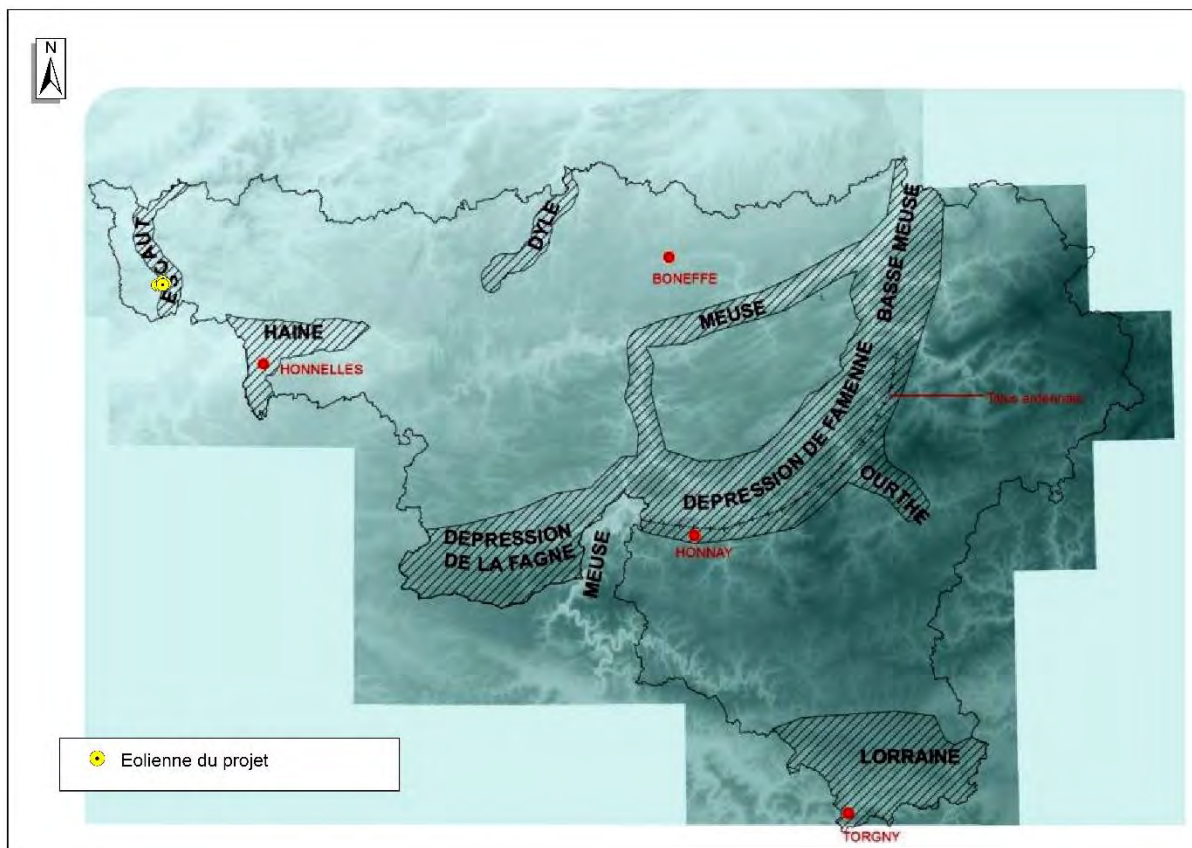 N
ESCAUT
DYLE
BASSE MEUSE
BONEFFE
MEUSE
HAINE
HONNELLES
Talus ardennais
DEPRESSION DE FAMENNE
OURTHE
DEPRESSION
DE LA FAGNE
MEUSE
HONNAY
Eolienne du projet
LORRAINE
TORGNY